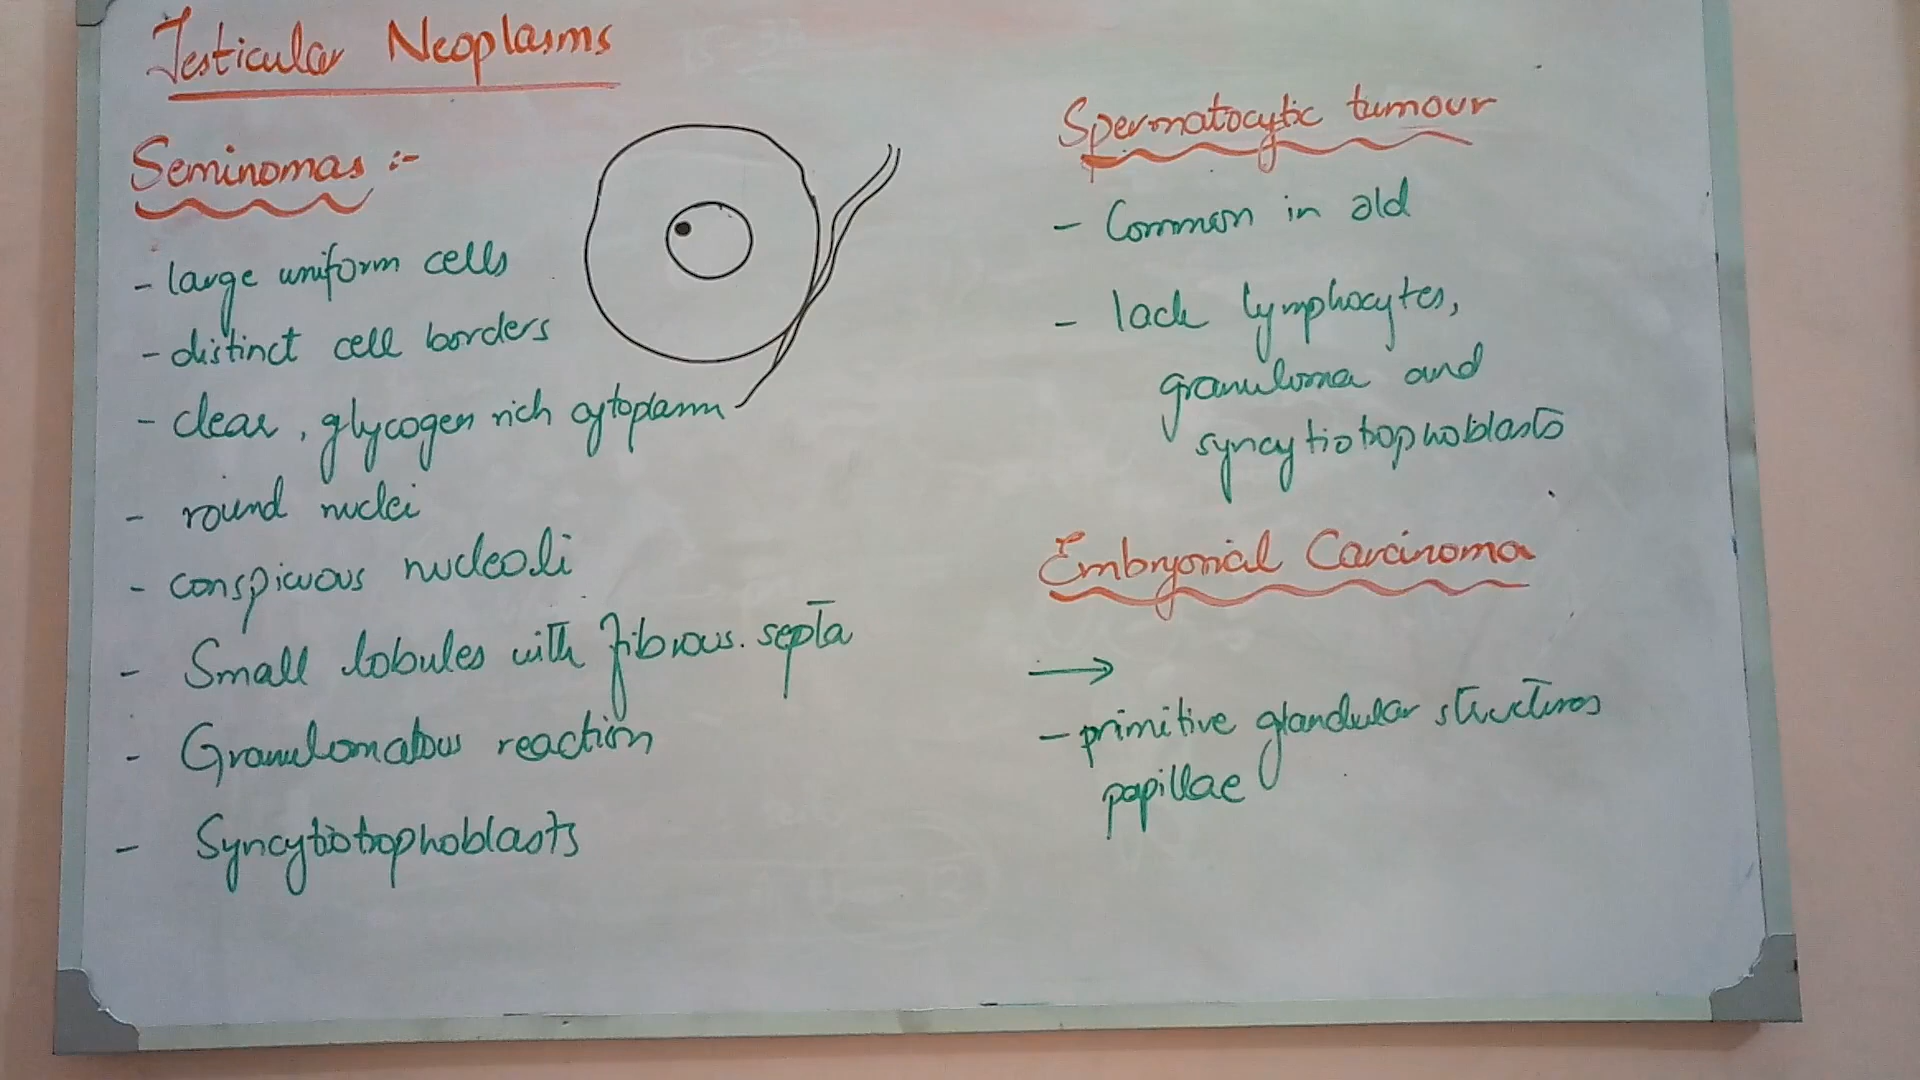 Testicular Neoplasms
Seminomas :-
- large uniform cells
- distinct cell borders
- clear, glycogen rich cytoplasm
- round nuclei
- conspicuous nucleoli
- Small lobules with fibrous septa
- Granulomatous reaction
- Syncytiotrophoblasts
Spermatocytic tumour
- Common in old
- lack lymphocytes,
granuloma and
syncytiotrophoblasts
Embryonial Carcinoma
→
- primitive glandular structures
papillae